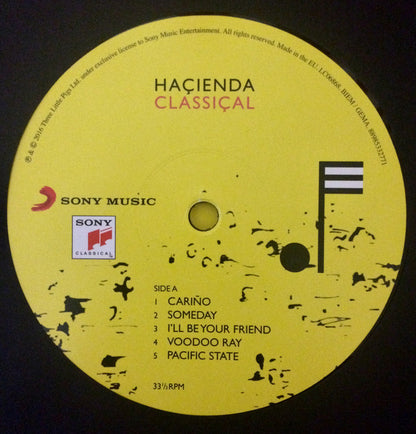 ℗ & © 2016 Three Little Pigs Ltd. under exclusive license to Sony Music Entertainment. All rights reserved. Made in the EU. LC06868. BIEM / GEMA. 88985332771
HAÇIENDA
CLASSIÇAL
SONY MUSIC
SONY
CLASSICAL
SIDE A
1 CARIÑO
2 SOMEDAY
3 I'LL BE YOUR FRIEND
4 VOODOO RAY
5 PACIFIC STATE
33⅓ RPM